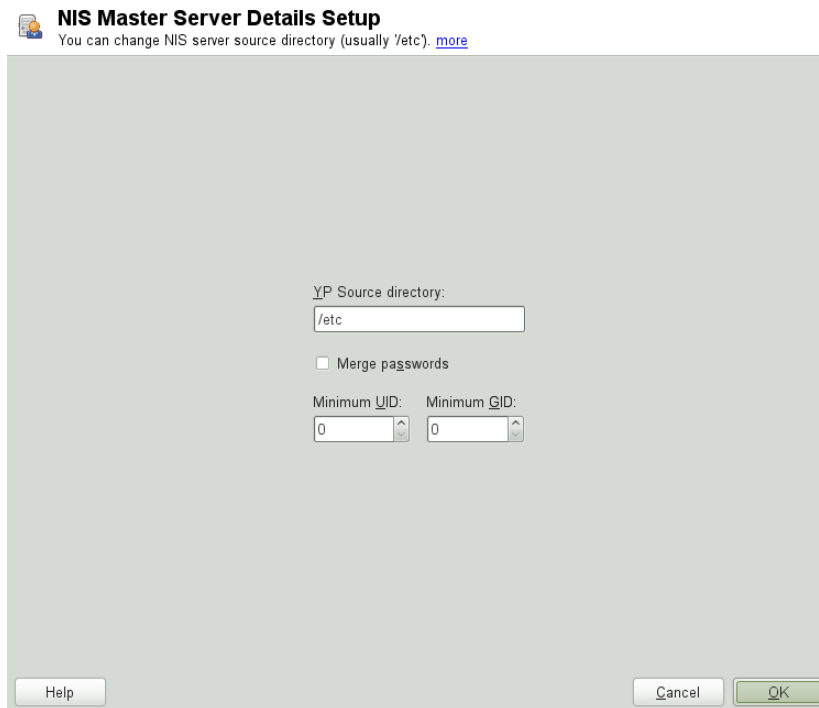 NIS Master Server Details Setup
You can change NIS server source directory (usually '/etc'). more
YP Source directory:
/etc
Merge passwords
Minimum UID: Minimum GID:
0 0
Help Cancel OK